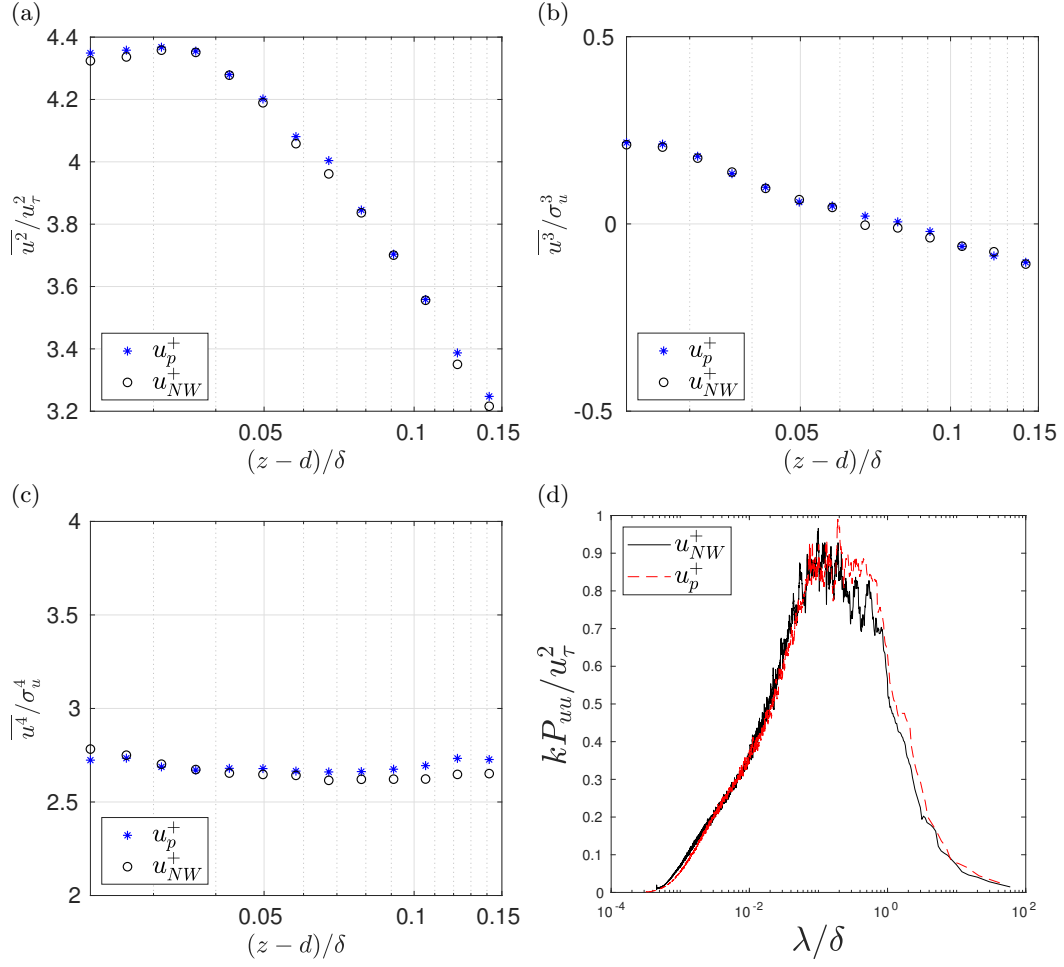 (a)
4.4
4.2
4
3.8
3.6
3.4
3.2
$\overline{u^2}/u_\tau^2$
$u_p^+$
$u_{NW}^+$
0.05 0.1 0.15
$(z-d)/\delta$
(b)
0.5
0
-0.5
$\overline{u^3}/\sigma_u^3$
$u_p^+$
$u_{NW}^+$
0.05 0.1 0.15
$(z-d)/\delta$
(c)
4
3.5
3
2.5
2
$\overline{u^4}/\sigma_u^4$
$u_p^+$
$u_{NW}^+$
0.05 0.1 0.15
$(z-d)/\delta$
(d)
1
0.9
0.8
0.7
0.6
0.5
0.4
0.3
0.2
0.1
0
$kP_{uu}/u_\tau^2$
$u_{NW}^+$
$u_p^+$
$10^{-4}$ $10^{-2}$ $10^{0}$ $10^{2}$
$\lambda/\delta$